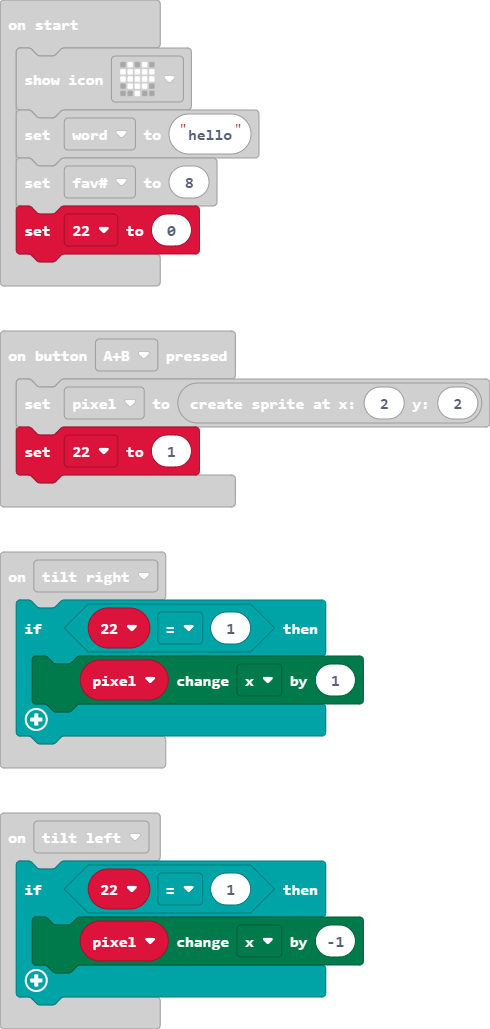 on start
show icon
set word to "hello"
set fav# to 8
set 22 to 0
on button A+B pressed
set pixel to create sprite at x: 2 y: 2
set 22 to 1
on tilt right
if 22 = 1 then
pixel change x by 1
on tilt left
if 22 = 1 then
pixel change x by -1